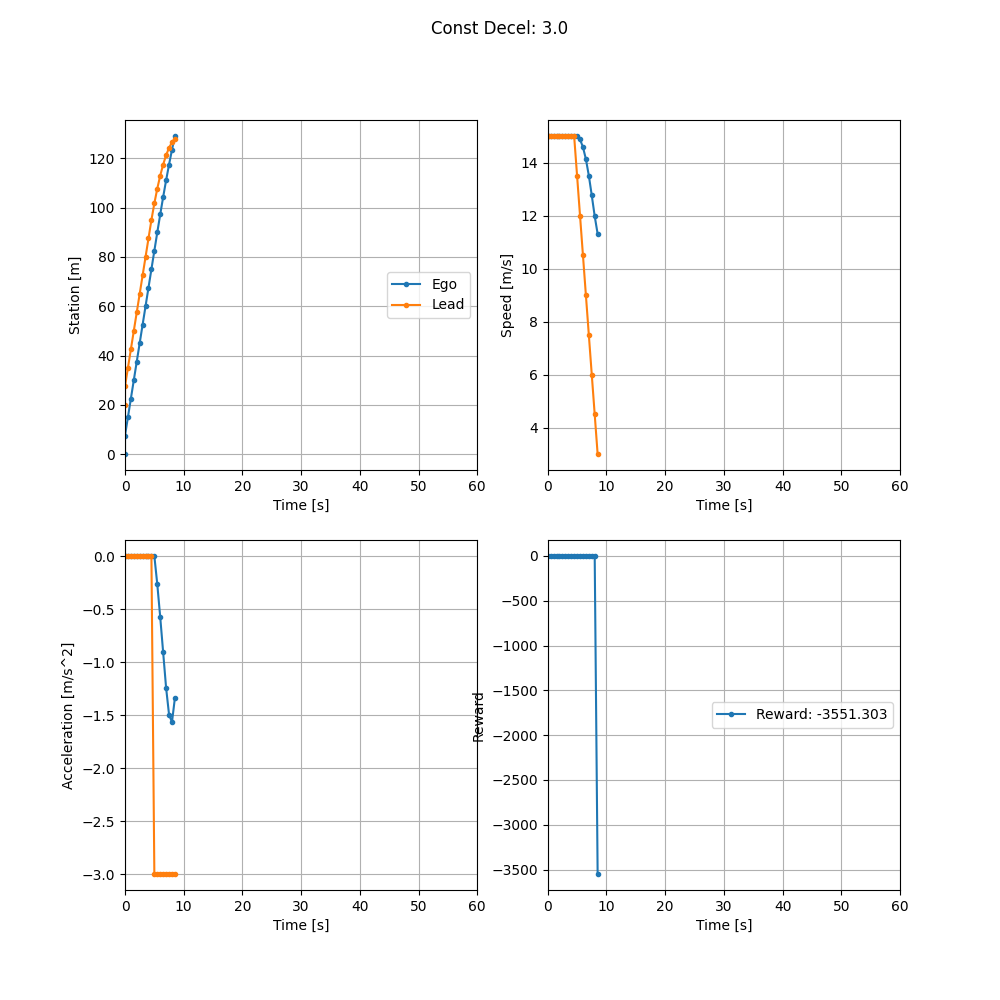 Const Decel: 3.0
120
100
80
60
40
20
0
Station [m]
Ego
Lead
0 10 20 30 40 50 60
Time [s]
14
12
10
8
6
4
Speed [m/s]
0 10 20 30 40 50 60
Time [s]
0.0
−0.5
−1.0
−1.5
−2.0
−2.5
−3.0
Acceleration [m/s^2]
0 10 20 30 40 50 60
Time [s]
0
−500
−1000
−1500
−2000
−2500
−3000
−3500
Reward
Reward: -3551.303
0 10 20 30 40 50 60
Time [s]